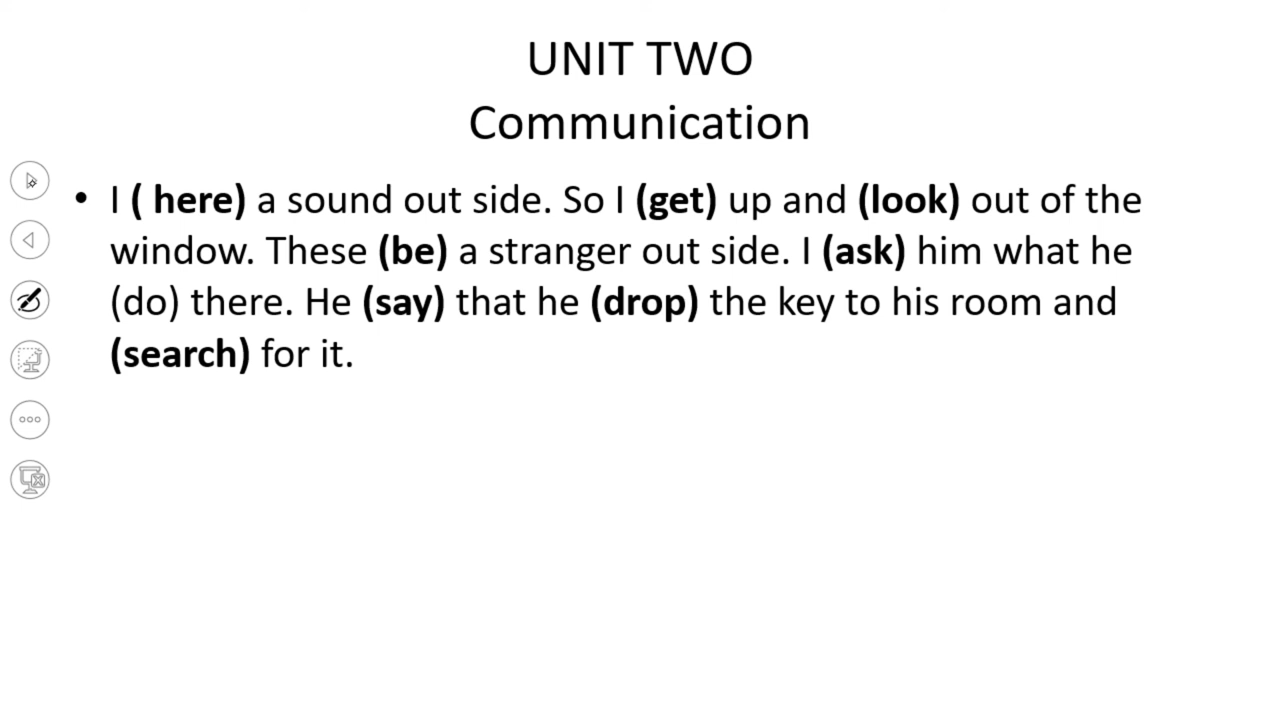 UNIT TWO
Communication
• I ( here) a sound out side. So I (get) up and (look) out of the
window. These (be) a stranger out side. I (ask) him what he
(do) there. He (say) that he (drop) the key to his room and
(search) for it.